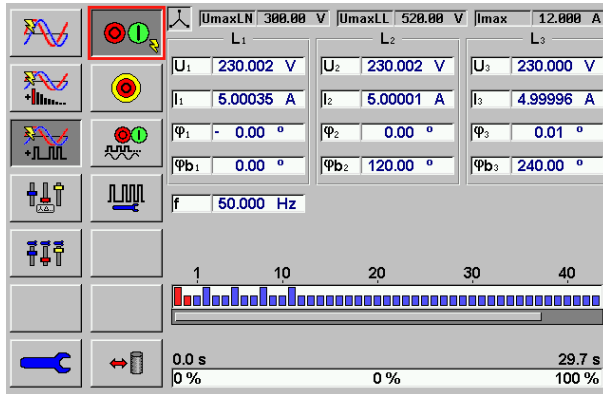 UmaxLN 300.00 V UmaxLL 520.00 V Imax 12.000 A
L1 L2 L3
U1 230.002 V U2 230.002 V U3 230.000 V
I1 5.00035 A I2 5.00001 A I3 4.99996 A
φ1 - 0.00 ° φ2 0.00 ° φ3 0.01 °
φb1 0.00 ° φb2 120.00 ° φb3 240.00 °
f 50.000 Hz
1 10 20 30 40
0.0 s 29.7 s
0 % 0 % 100 %